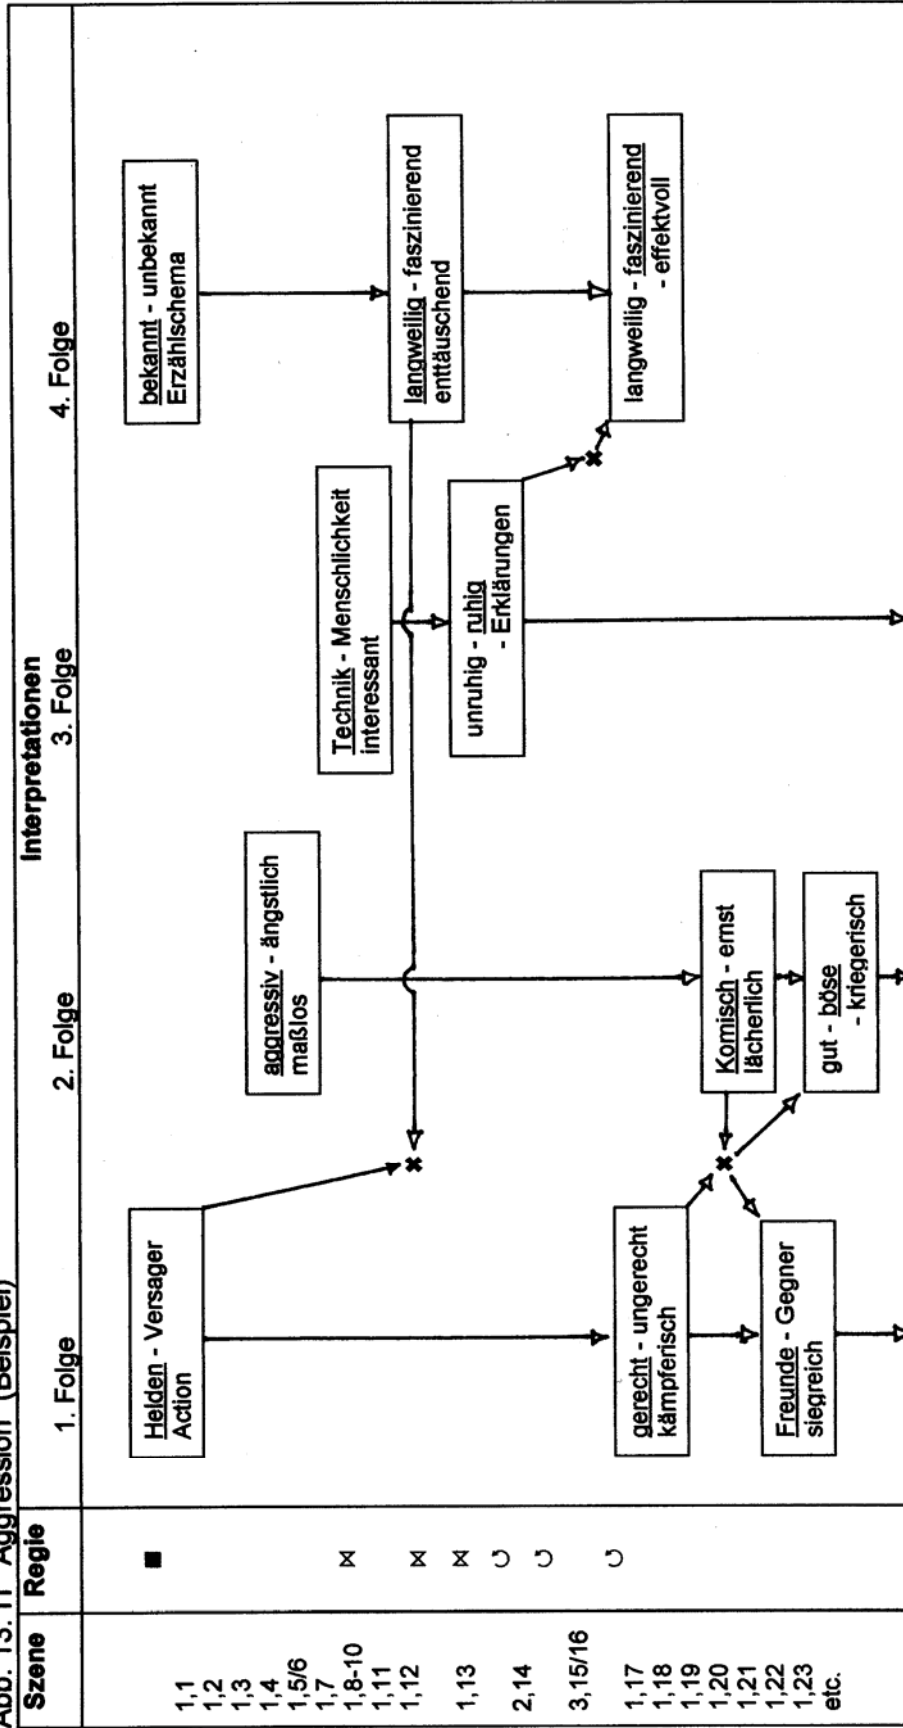 Abb. 13.11 Aggression (Beispiel)
Szene Regie Interpretationen
1. Folge 2. Folge 3. Folge 4. Folge
1,1
1,2
1,3
1,4
1,5/6
1,7
1,8-10
1,11
1,12
1,13
2,14
3,15/16
1,17
1,18
1,19
1,20
1,21
1,22
1,23
etc.
Helden - Versager
Action
gerecht - ungerecht
kämpferisch
Freunde - Gegner
siegreich
aggressiv - ängstlich
maßlos
Komisch - ernst
lächerlich
gut - böse
- kriegerisch
Technik - Menschlichkeit
interessant
unruhig - ruhig
- Erklärungen
bekannt - unbekannt
Erzählschema
langweilig - faszinierend
enttäuschend
langweilig - faszinierend
- effektvoll